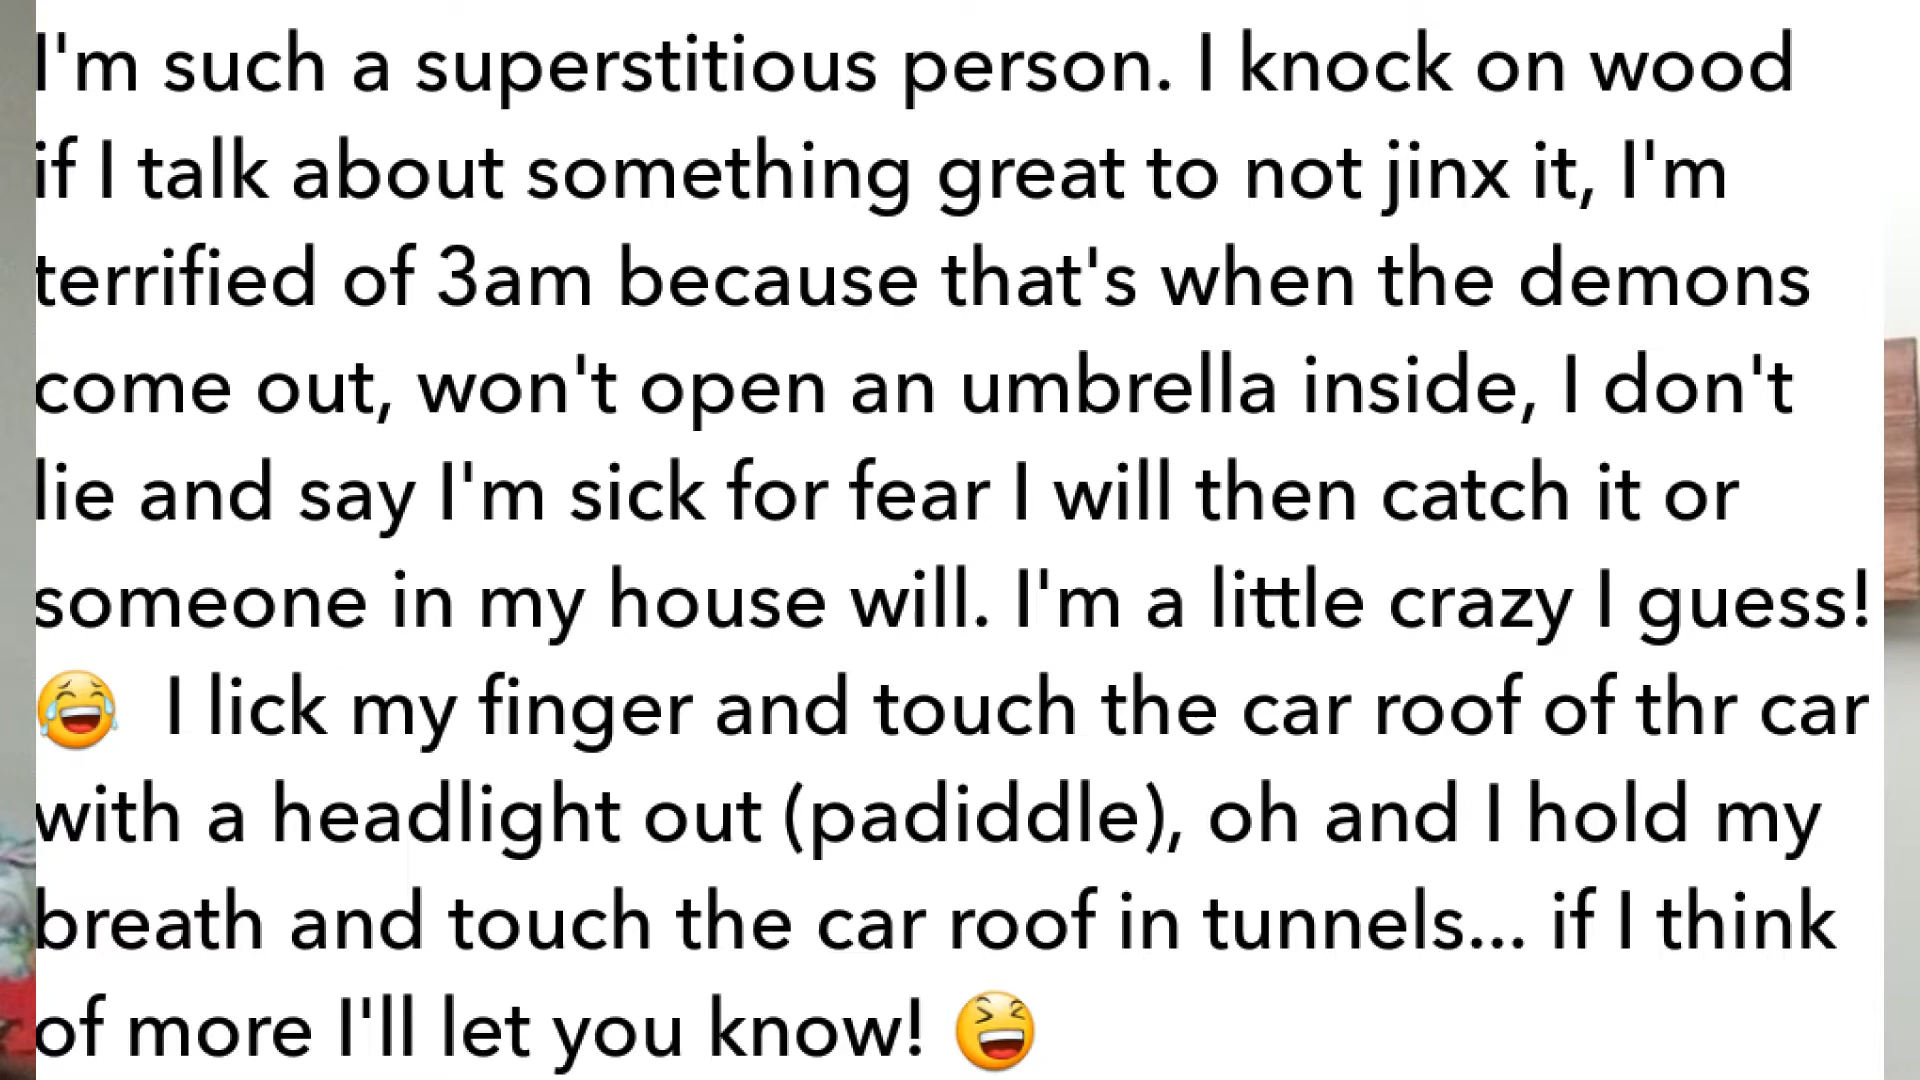 I'm such a superstitious person. I knock on wood
if I talk about something great to not jinx it, I'm
terrified of 3am because that's when the demons
come out, won't open an umbrella inside, I don't
lie and say I'm sick for fear I will then catch it or
someone in my house will. I'm a little crazy I guess!
😂 I lick my finger and touch the car roof of thr car
with a headlight out (padiddle), oh and I hold my
breath and touch the car roof in tunnels... if I think
of more I'll let you know! 😆